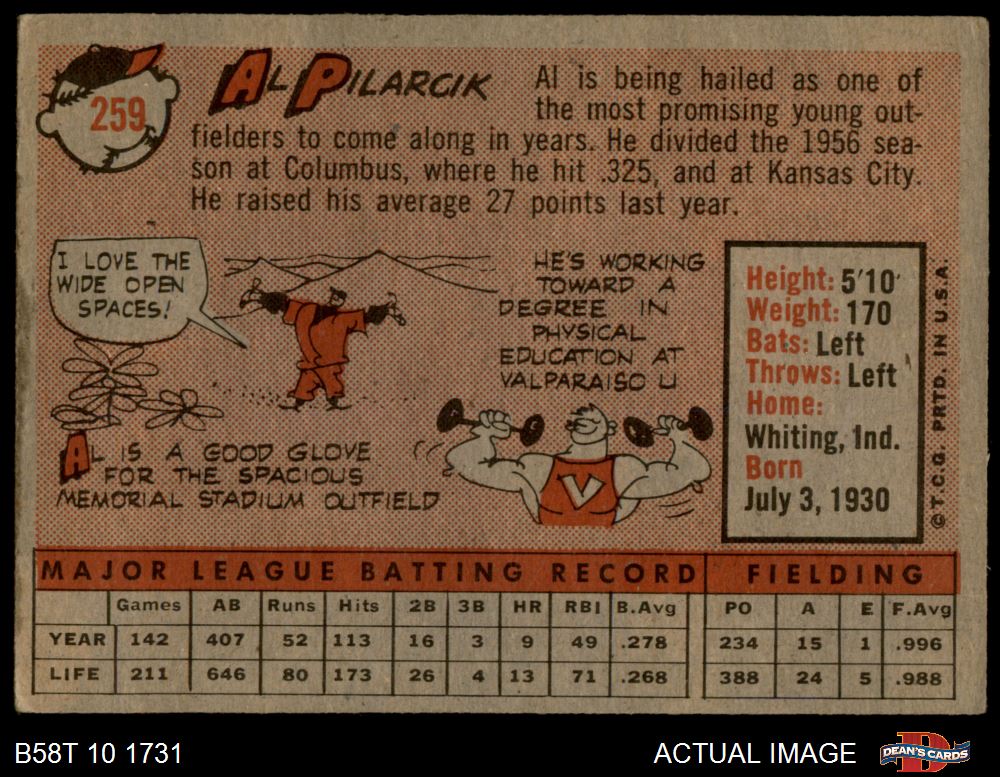 259
AL PILARCIK
Al is being hailed as one of
the most promising young out-
fielders to come along in years. He divided the 1956 sea-
son at Columbus, where he hit .325, and at Kansas City.
He raised his average 27 points last year.
I LOVE THE
WIDE OPEN
SPACES!
AL IS A GOOD GLOVE
FOR THE SPACIOUS
MEMORIAL STADIUM OUTFIELD
HE'S WORKING
TOWARD A
DEGREE IN
PHYSICAL
EDUCATION AT
VALPARAISO U
V
Height: 5'10'
Weight: 170
Bats: Left
Throws: Left
Home:
Whiting, Ind.
Born
July 3, 1930
©T.C.G. PRTD. IN U.S.A.
MAJOR LEAGUE BATTING RECORD FIELDING
Games AB Runs Hits 2B 3B HR RBI B.Avg PO A E F.Avg
YEAR 142 407 52 113 16 3 9 49 .278 234 15 1 .996
LIFE 211 646 80 173 26 4 13 71 .268 388 24 5 .988
B58T 10 1731
ACTUAL IMAGE
DEAN'S CARDS